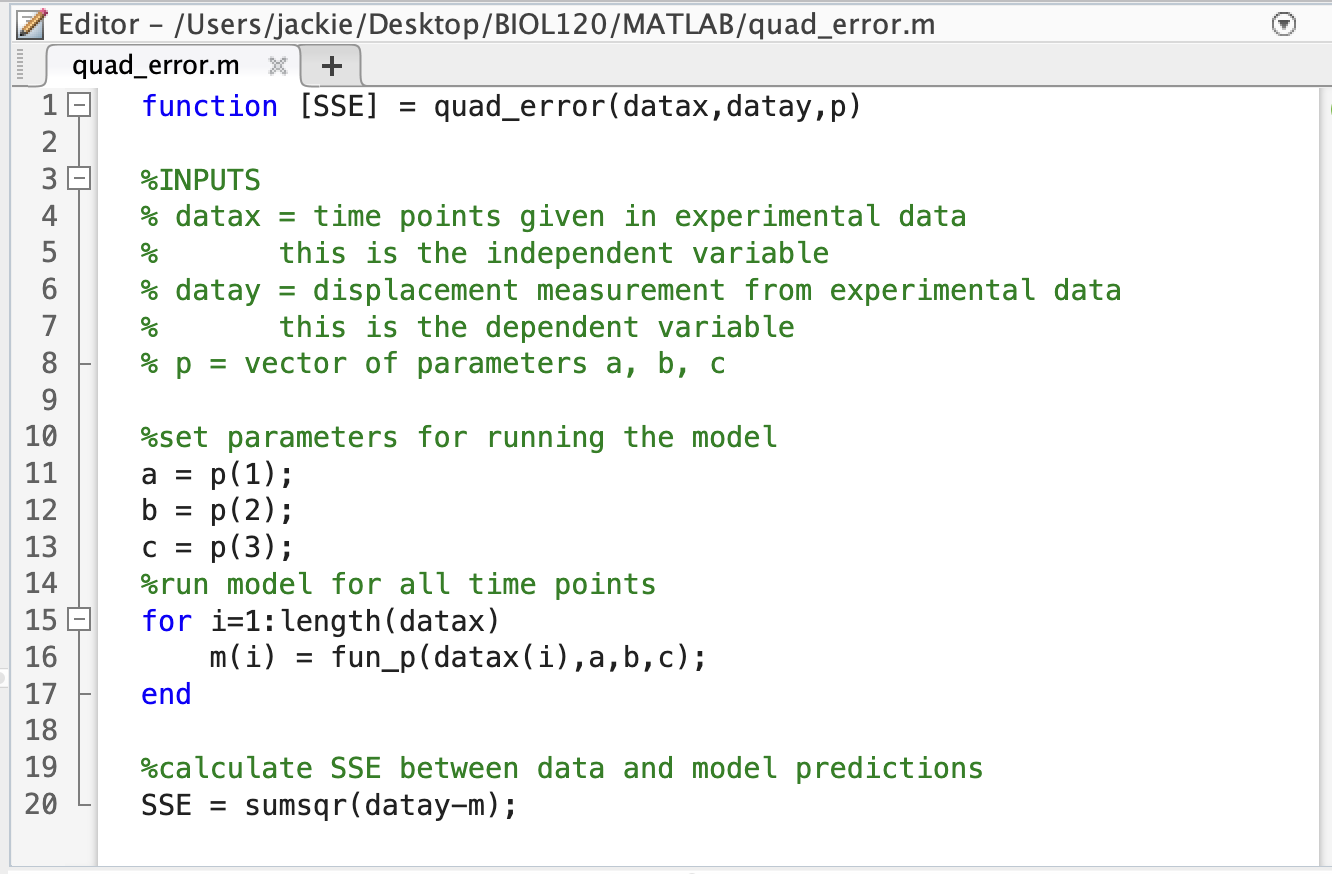 Editor – /Users/jackie/Desktop/BIOL120/MATLAB/quad_error.m
quad_error.m
+
1 function [SSE] = quad_error(datax,datay,p)
2
3 %INPUTS
4 % datax = time points given in experimental data
5 %       this is the independent variable
6 % datay = displacement measurement from experimental data
7 %       this is the dependent variable
8 % p = vector of parameters a, b, c
9
10 %set parameters for running the model
11 a = p(1);
12 b = p(2);
13 c = p(3);
14 %run model for all time points
15 for i=1:length(datax)
16     m(i) = fun_p(datax(i),a,b,c);
17 end
18
19 %calculate SSE between data and model predictions
20 SSE = sumsqr(datay-m);